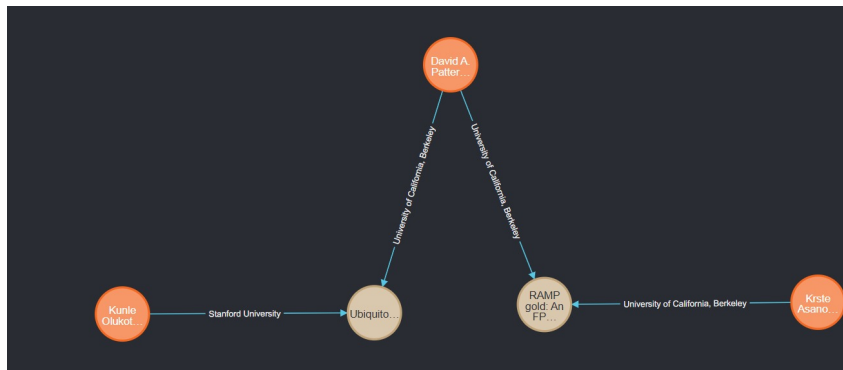 David A.
Patter…
University of California, Berkeley
University of California, Berkeley
Kunle
Olukot…
Stanford University
Ubiquito…
RAMP
gold: An
FP…
University of California, Berkeley
Krste
Asano…